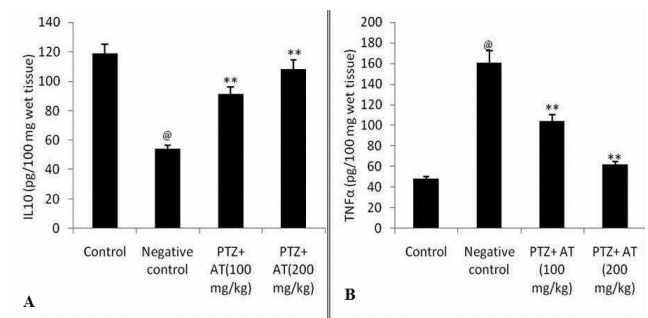 140
120
100
80
60
40
20
0
IL10 (pg/100 mg wet tissue)
@
**
**
Control
Negative
control
PTZ+
AT(100
mg/kg)
PTZ+
AT(200
mg/kg)
A
200
180
160
140
120
100
80
60
40
20
0
TNFα (pg/100 mg wet tissue)
@
**
**
Control
Negative
control
PTZ+ AT
(100
mg/kg)
PTZ+ AT
(200
mg/kg)
B